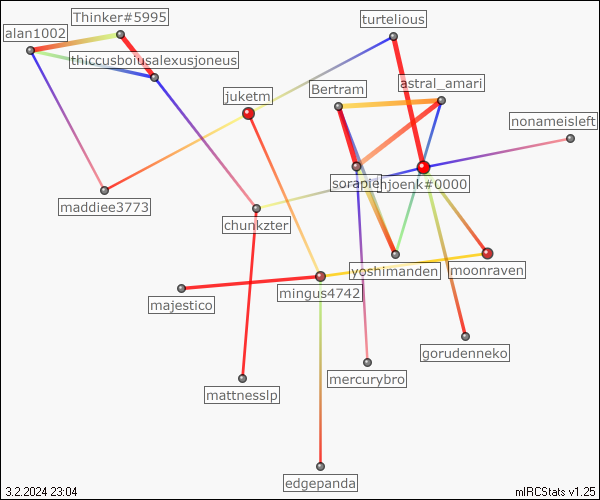 Thinker#5995
turtelious
alan1002
thiccusboiusalexusjoneus
astral_amari
Bertram
juketm
nonameisleft
sorapie
njoenk#0000
maddiee3773
chunkzter
yoshimanden
moonraven
mingus4742
majestico
gorudenneko
mercurybro
mattnesslp
edgepanda
3.2.2024 23:04
mIRCStats v1.25